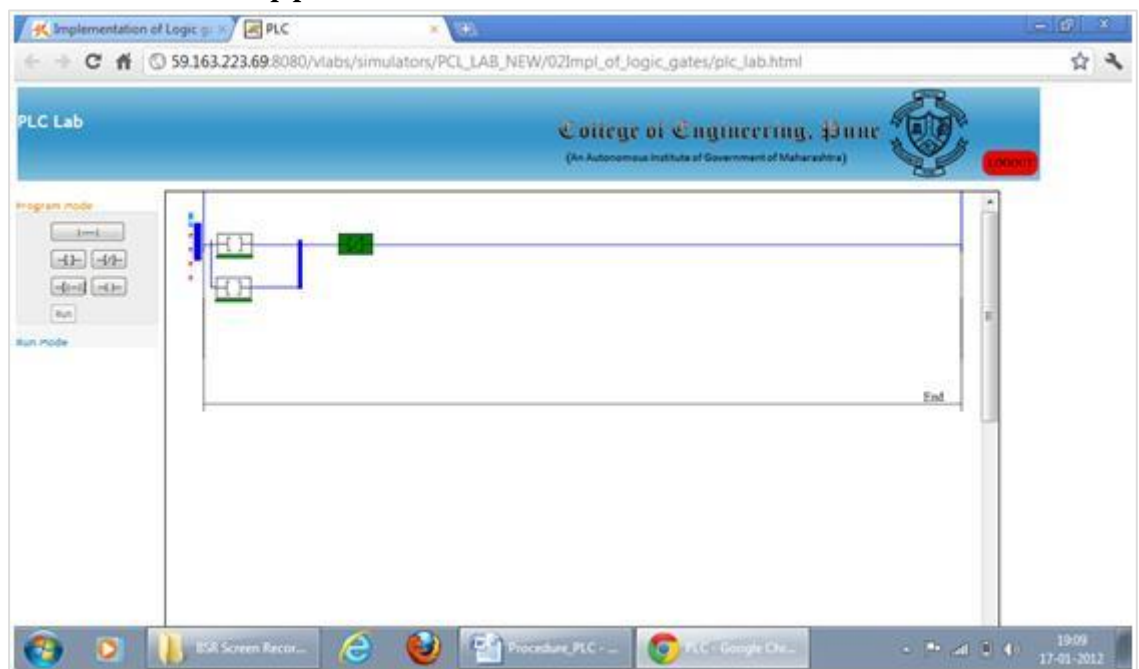 Implementation of Logic g
PLC
59.163.223.69:8080/vlabs/simulators/PCL_LAB_NEW/02Impl_of_logic_gates/plc_lab.html
PLC Lab
College of Engineering, Pune
(An Autonomous Institute of Government of Maharashtra)
LOGOUT
Program mode
Run
Run mode
End
BSR Screen Recor...
Procedure_PLC - ...
PLC - Google Chr...
19:09
17-01-2012